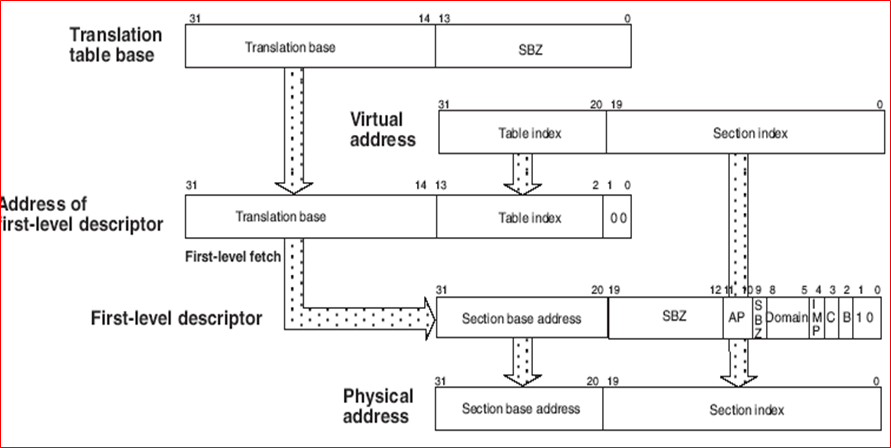 31 14 13 0
Translation
table base
Translation base SBZ
31 20 19 0
Virtual
address
Table index Section index
31 14 13 2 1 0
Address of
first-level descriptor
Translation base Table index 0 0
First-level fetch
31 20 19 12 11 10 9 8 5 4 3 2 1 0
First-level descriptor
Section base address SBZ AP SBZ Domain IMP C B 1 0
Physical
address
31 20 19 0
Section base address Section index